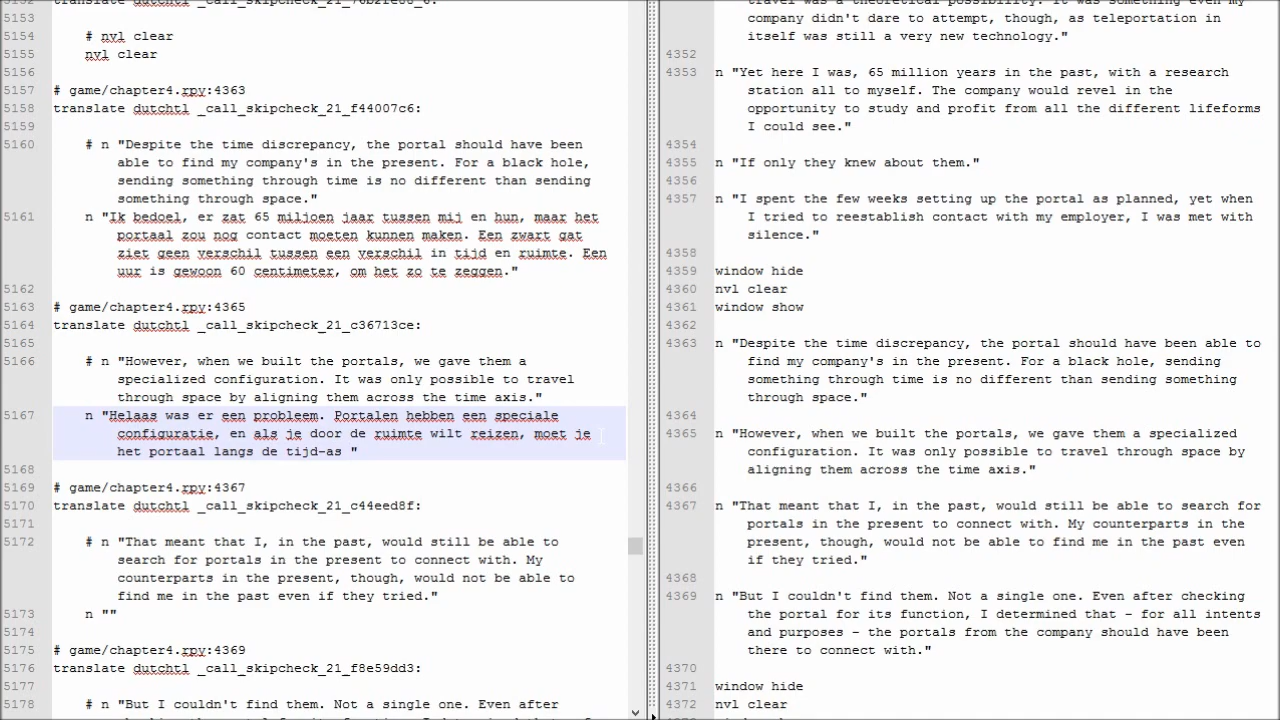 5152 translate dutchtl _call_skipcheck_21_76b21e88_6:
5153
5154 # nvl clear
5155 nvl clear
5156
5157 # game/chapter4.rpy:4363
5158 translate dutchtl _call_skipcheck_21_f44007c6:
5159
5160 # n "Despite the time discrepancy, the portal should have been
able to find my company's in the present. For a black hole,
sending something through time is no different than sending
something through space."
5161 n "Ik bedoel, er zat 65 miljoen jaar tussen mij en hun, maar het
portaal zou nog contact moeten kunnen maken. Een zwart gat
ziet geen verschil tussen een verschil in tijd en ruimte. Een
uur is gewoon 60 centimeter, om het zo te zeggen."
5162
5163 # game/chapter4.rpy:4365
5164 translate dutchtl _call_skipcheck_21_c36713ce:
5165
5166 # n "However, when we built the portals, we gave them a
specialized configuration. It was only possible to travel
through space by aligning them across the time axis."
5167 n "Helaas was er een probleem. Portalen hebben een speciale
configuratie, en als je door de ruimte wilt reizen, moet je
het portaal langs de tijd-as "
5168
5169 # game/chapter4.rpy:4367
5170 translate dutchtl _call_skipcheck_21_c44eed8f:
5171
5172 # n "That meant that I, in the past, would still be able to
search for portals in the present to connect with. My
counterparts in the present, though, would not be able to
find me in the past even if they tried."
5173 n ""
5174
5175 # game/chapter4.rpy:4369
5176 translate dutchtl _call_skipcheck_21_f8e59dd3:
5177
5178 # n "But I couldn't find them. Not a single one. Even after
travel was a theoretical possibility. It was something even my
company didn't dare to attempt, though, as teleportation in
itself was still a very new technology."
4352
4353 n "Yet here I was, 65 million years in the past, with a research
station all to myself. The company would revel in the
opportunity to study and profit from all the different lifeforms
I could see."
4354
4355 n "If only they knew about them."
4356
4357 n "I spent the few weeks setting up the portal as planned, yet when
I tried to reestablish contact with my employer, I was met with
silence."
4358
4359 window hide
4360 nvl clear
4361 window show
4362
4363 n "Despite the time discrepancy, the portal should have been able to
find my company's in the present. For a black hole, sending
something through time is no different than sending something
through space."
4364
4365 n "However, when we built the portals, we gave them a specialized
configuration. It was only possible to travel through space by
aligning them across the time axis."
4366
4367 n "That meant that I, in the past, would still be able to search for
portals in the present to connect with. My counterparts in the
present, though, would not be able to find me in the past even
if they tried."
4368
4369 n "But I couldn't find them. Not a single one. Even after checking
the portal for its function, I determined that - for all intents
and purposes - the portals from the company should have been
there to connect with."
4370
4371 window hide
4372 nvl clear